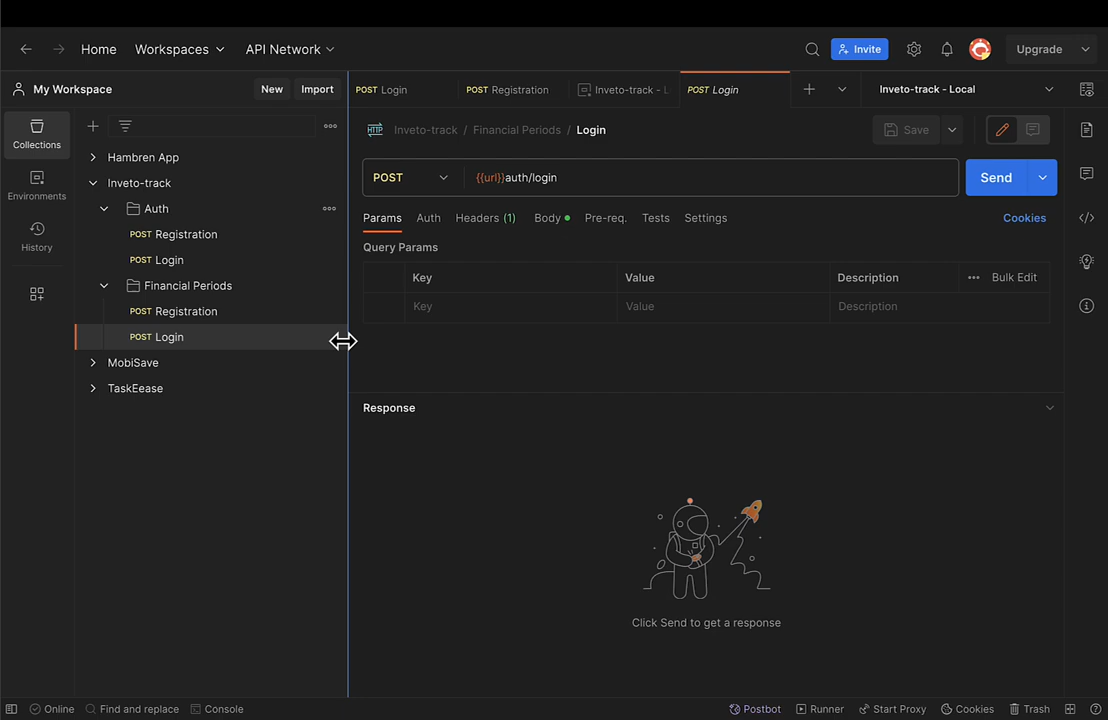 Home Workspaces API Network Invite Upgrade
My Workspace New Import POST Login POST Registration Inveto-track - L POST Login Inveto-track - Local
Collections
Environments
History
Hambren App
Inveto-track
Auth
POST Registration
POST Login
Financial Periods
POST Registration
POST Login
MobiSave
TaskEease
HTTP Inveto-track / Financial Periods / Login Save
POST {{url}}auth/login Send
Params Auth Headers (1) Body Pre-req. Tests Settings Cookies
Query Params
Key Value Description Bulk Edit
Key Value Description
Response
Click Send to get a response
Online Find and replace Console Postbot Runner Start Proxy Cookies Trash